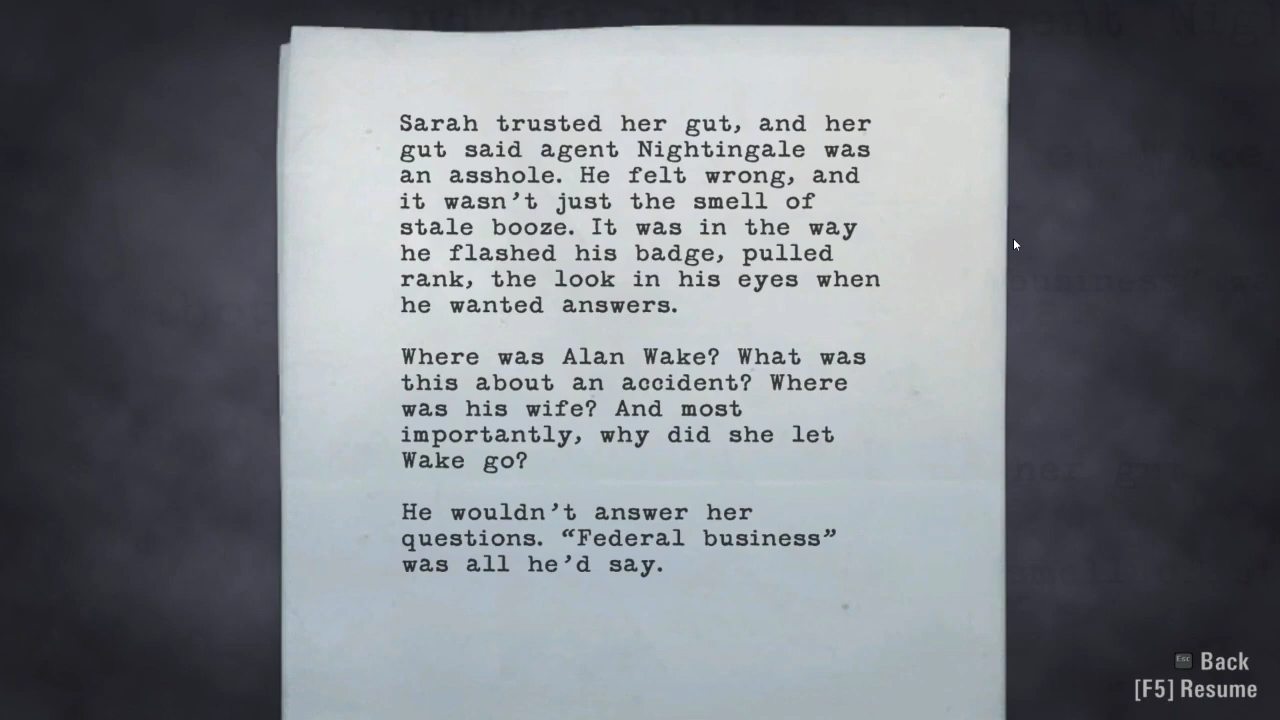 Sarah trusted her gut, and her
gut said agent Nightingale was
an asshole. He felt wrong, and
it wasn’t just the smell of
stale booze. It was in the way
he flashed his badge, pulled
rank, the look in his eyes when
he wanted answers.
Where was Alan Wake? What was
this about an accident? Where
was his wife? And most
importantly, why did she let
Wake go?
He wouldn’t answer her
questions. “Federal business”
was all he’d say.
Esc Back
[F5] Resume